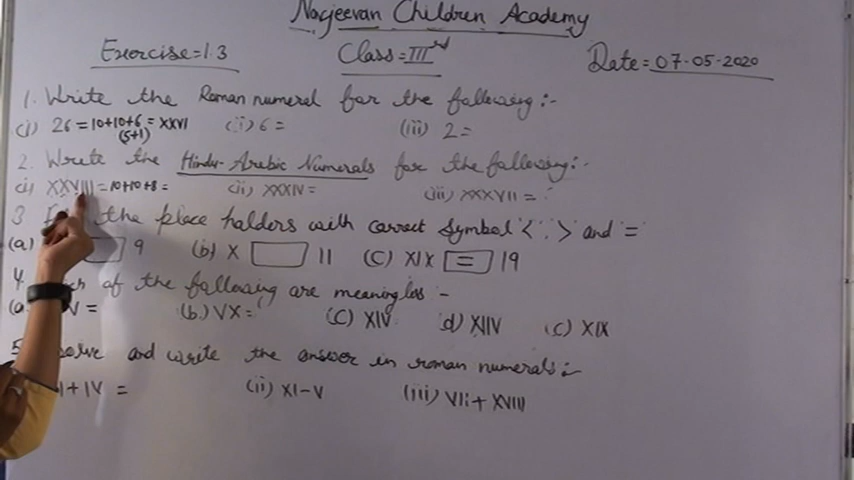 Navjeevan Children Academy
Exercise=1.3 Class=IIIrd Date=07-05-2020
1. Write the Roman numeral for the following:-
(i) 26=10+10+6=XXVI (ii) 6= (iii) 2=
(5+1)
2. Write the Hindu-Arabic Numerals for the following:-
(i) XXVIII=10+10+8= (ii) XXXIV= (iii) XXXVII=
3 the place holders with correct symbol <, > and =
(a) 9 (b) X 11 (C) XIX = 19
4. of the following are meaningless:-
(a) V= (b) VX= (C) XIV d) XIIV (C) XIX
5 and write the answer in roman numerals:-
I+IV= (ii) XI-V (iii) VII+XVIII